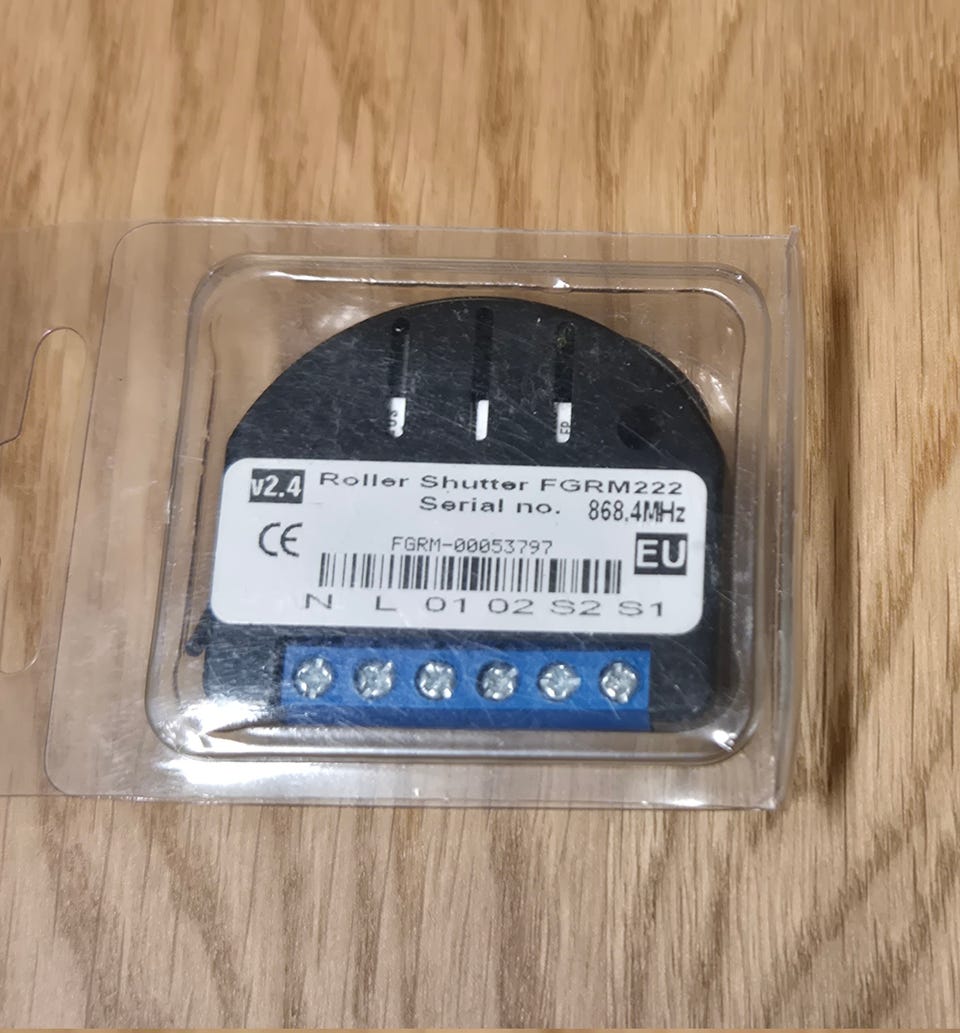 v2.4 Roller Shutter FGRM222
Serial no. 868.4MHz
CE
FGRM-00053797
EU
N L 01 02 S2 S1